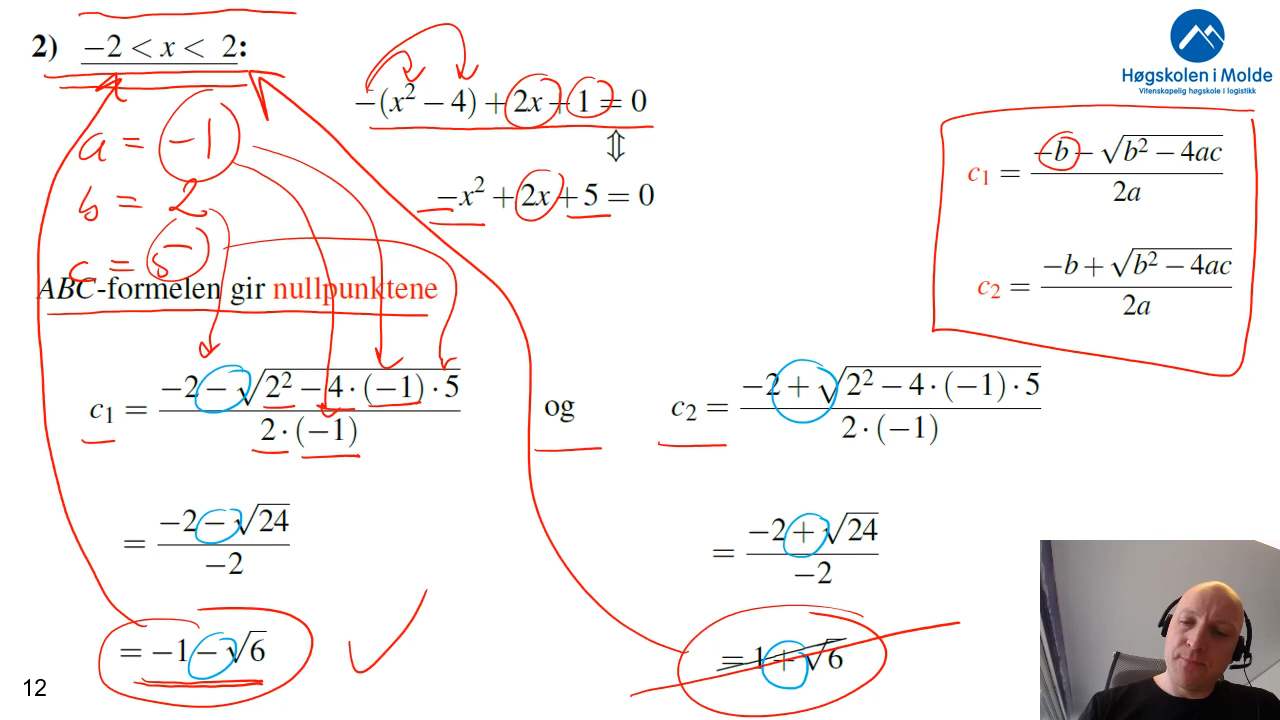 2) −2 < x < 2:
−(x² − 4) + 2x + 1 = 0
⇕
−x² + 2x + 5 = 0
a = −1
b = 2
c = 5
Høgskolen i Molde
Vitenskapelig høgskole i logistikk
c₁ = (−b − √(b² − 4ac)) / 2a
c₂ = (−b + √(b² − 4ac)) / 2a
ABC-formelen gir nullpunktene
c₁ = (−2 − √(2² − 4 · (−1) · 5)) / (2 · (−1)) og c₂ = (−2 + √(2² − 4 · (−1) · 5)) / (2 · (−1))
= (−2 − √24) / −2 = (−2 + √24) / −2
= −1 − √6 = 1 + √6
12